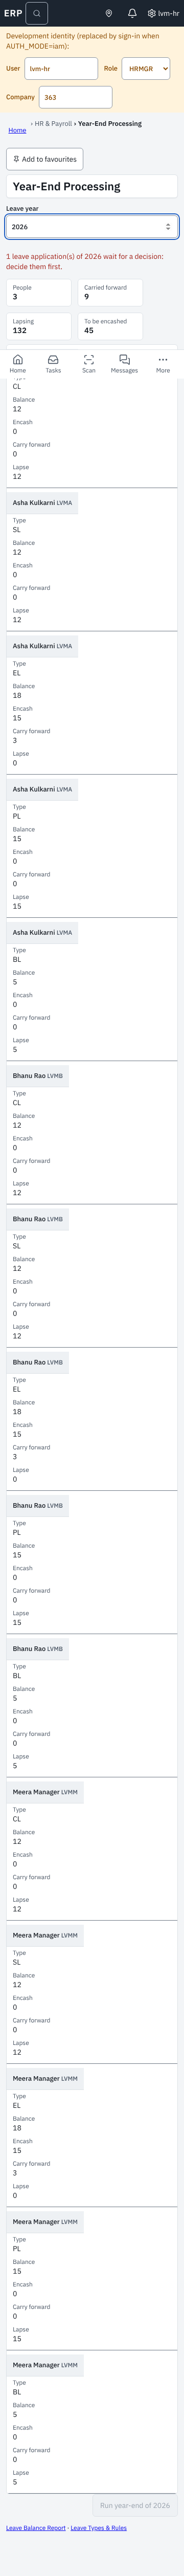 ERP
lvm-hr
Development identity (replaced by sign-in when
AUTH_MODE=iam):
User lvm-hr Role HRMGR
Company 363
› HR & Payroll › Year-End Processing
Home
Add to favourites
Year-End Processing
Leave year
2026
1 leave application(s) of 2026 wait for a decision:
decide them first.
People
3
Carried forward
9
Lapsing
132
To be encashed
45
Home Tasks Scan Messages More
CL
Balance
12
Encash
0
Carry forward
0
Lapse
12
Asha Kulkarni LVMA
Type
SL
Balance
12
Encash
0
Carry forward
0
Lapse
12
Asha Kulkarni LVMA
Type
EL
Balance
18
Encash
15
Carry forward
3
Lapse
0
Asha Kulkarni LVMA
Type
PL
Balance
15
Encash
0
Carry forward
0
Lapse
15
Asha Kulkarni LVMA
Type
BL
Balance
5
Encash
0
Carry forward
0
Lapse
5
Bhanu Rao LVMB
Type
CL
Balance
12
Encash
0
Carry forward
0
Lapse
12
Bhanu Rao LVMB
Type
SL
Balance
12
Encash
0
Carry forward
0
Lapse
12
Bhanu Rao LVMB
Type
EL
Balance
18
Encash
15
Carry forward
3
Lapse
0
Bhanu Rao LVMB
Type
PL
Balance
15
Encash
0
Carry forward
0
Lapse
15
Bhanu Rao LVMB
Type
BL
Balance
5
Encash
0
Carry forward
0
Lapse
5
Meera Manager LVMM
Type
CL
Balance
12
Encash
0
Carry forward
0
Lapse
12
Meera Manager LVMM
Type
SL
Balance
12
Encash
0
Carry forward
0
Lapse
12
Meera Manager LVMM
Type
EL
Balance
18
Encash
15
Carry forward
3
Lapse
0
Meera Manager LVMM
Type
PL
Balance
15
Encash
0
Carry forward
0
Lapse
15
Meera Manager LVMM
Type
BL
Balance
5
Encash
0
Carry forward
0
Lapse
5
Run year-end of 2026
Leave Balance Report · Leave Types & Rules